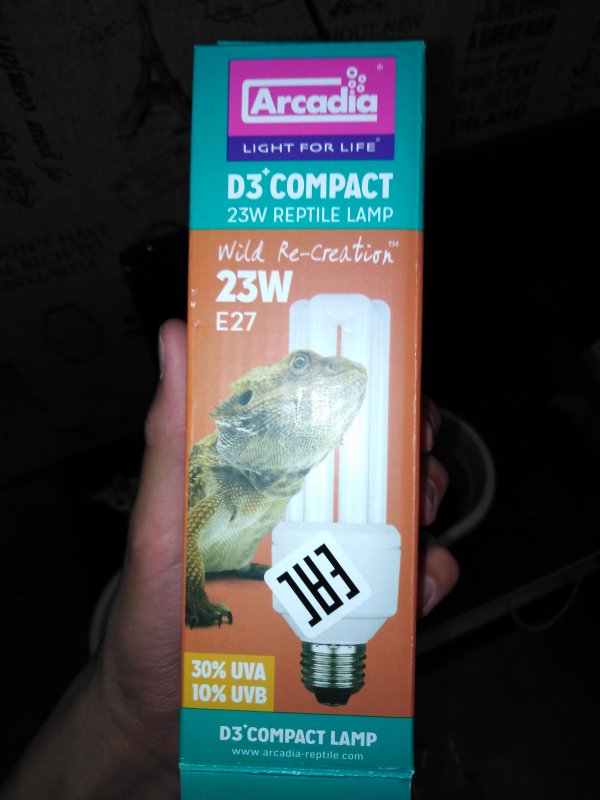 Arcadia®
LIGHT FOR LIFE®
D3⁺ COMPACT
23W REPTILE LAMP
Wild Re-Creation™
23W
E27
EAC
30% UVA
10% UVB
D3⁺COMPACT LAMP
www.arcadia-reptile.com